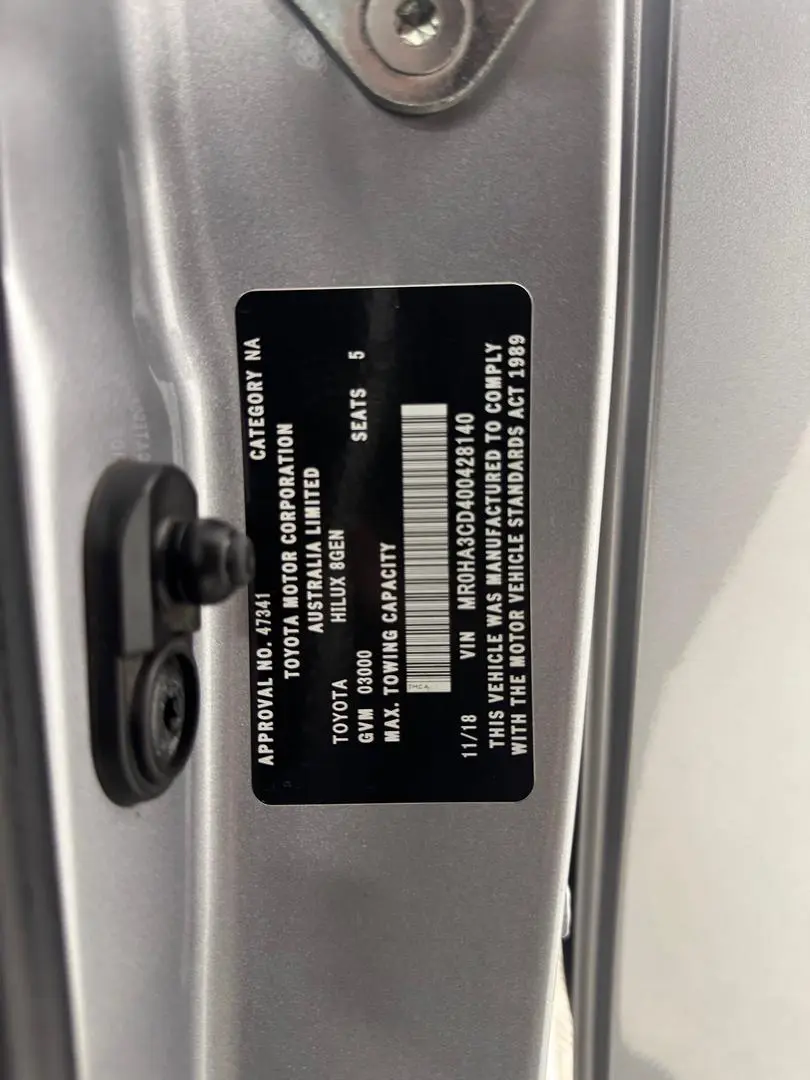 APPROVAL NO. 47341 CATEGORY NA
TOYOTA MOTOR CORPORATION
AUSTRALIA LIMITED
TOYOTA HILUX 8GEN
GVM 03000 SEATS 5
MAX. TOWING CAPACITY
TMCA
11/18 VIN MR0HA3CD400428140
THIS VEHICLE WAS MANUFACTURED TO COMPLY
WITH THE MOTOR VEHICLE STANDARDS ACT 1989